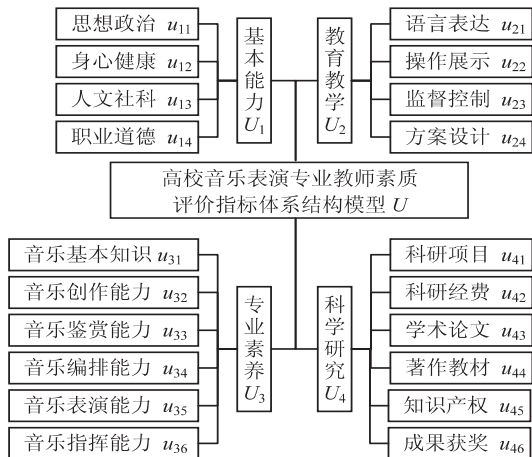 思想政治 u11
身心健康 u12
人文社科 u13
职业道德 u14
基本能力 U1
教育教学 U2
语言表达 u21
操作展示 u22
监督控制 u23
方案设计 u24
高校音乐表演专业教师素质
评价指标体系结构模型 U
音乐基本知识 u31
音乐创作能力 u32
音乐鉴赏能力 u33
音乐编排能力 u34
音乐表演能力 u35
音乐指挥能力 u36
专业素养 U3
科学研究 U4
科研项目 u41
科研经费 u42
学术论文 u43
著作教材 u44
知识产权 u45
成果获奖 u46